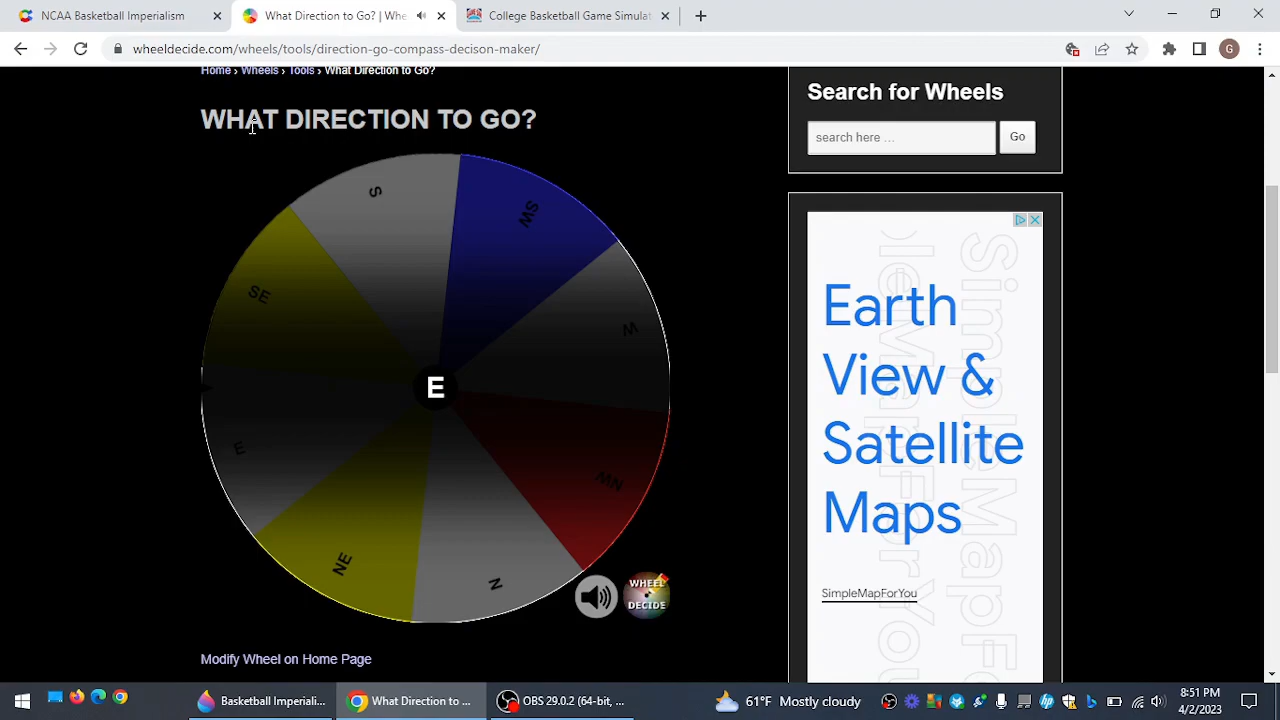 NCAA Basketball Imperialism
What Direction to Go? | Whe
College Basketball Game Simulat
wheeldecide.com/wheels/tools/direction-go-compass-decison-maker/
G
Home › Wheels › Tools › What Direction to Go?
WHAT DIRECTION TO GO?
S
SW
SE
W
E
E
NW
NE
N
WHEEL
DECIDE
Modify Wheel on Home Page
Search for Wheels
search here ...
Go
Earth
View &
Satellite
Maps
SimpleMapForYou
Basketball Imperiali...
What Direction to ...
OBS 29.0.2 (64-bit, ...
61°F Mostly cloudy
8:51 PM
4/2/2023